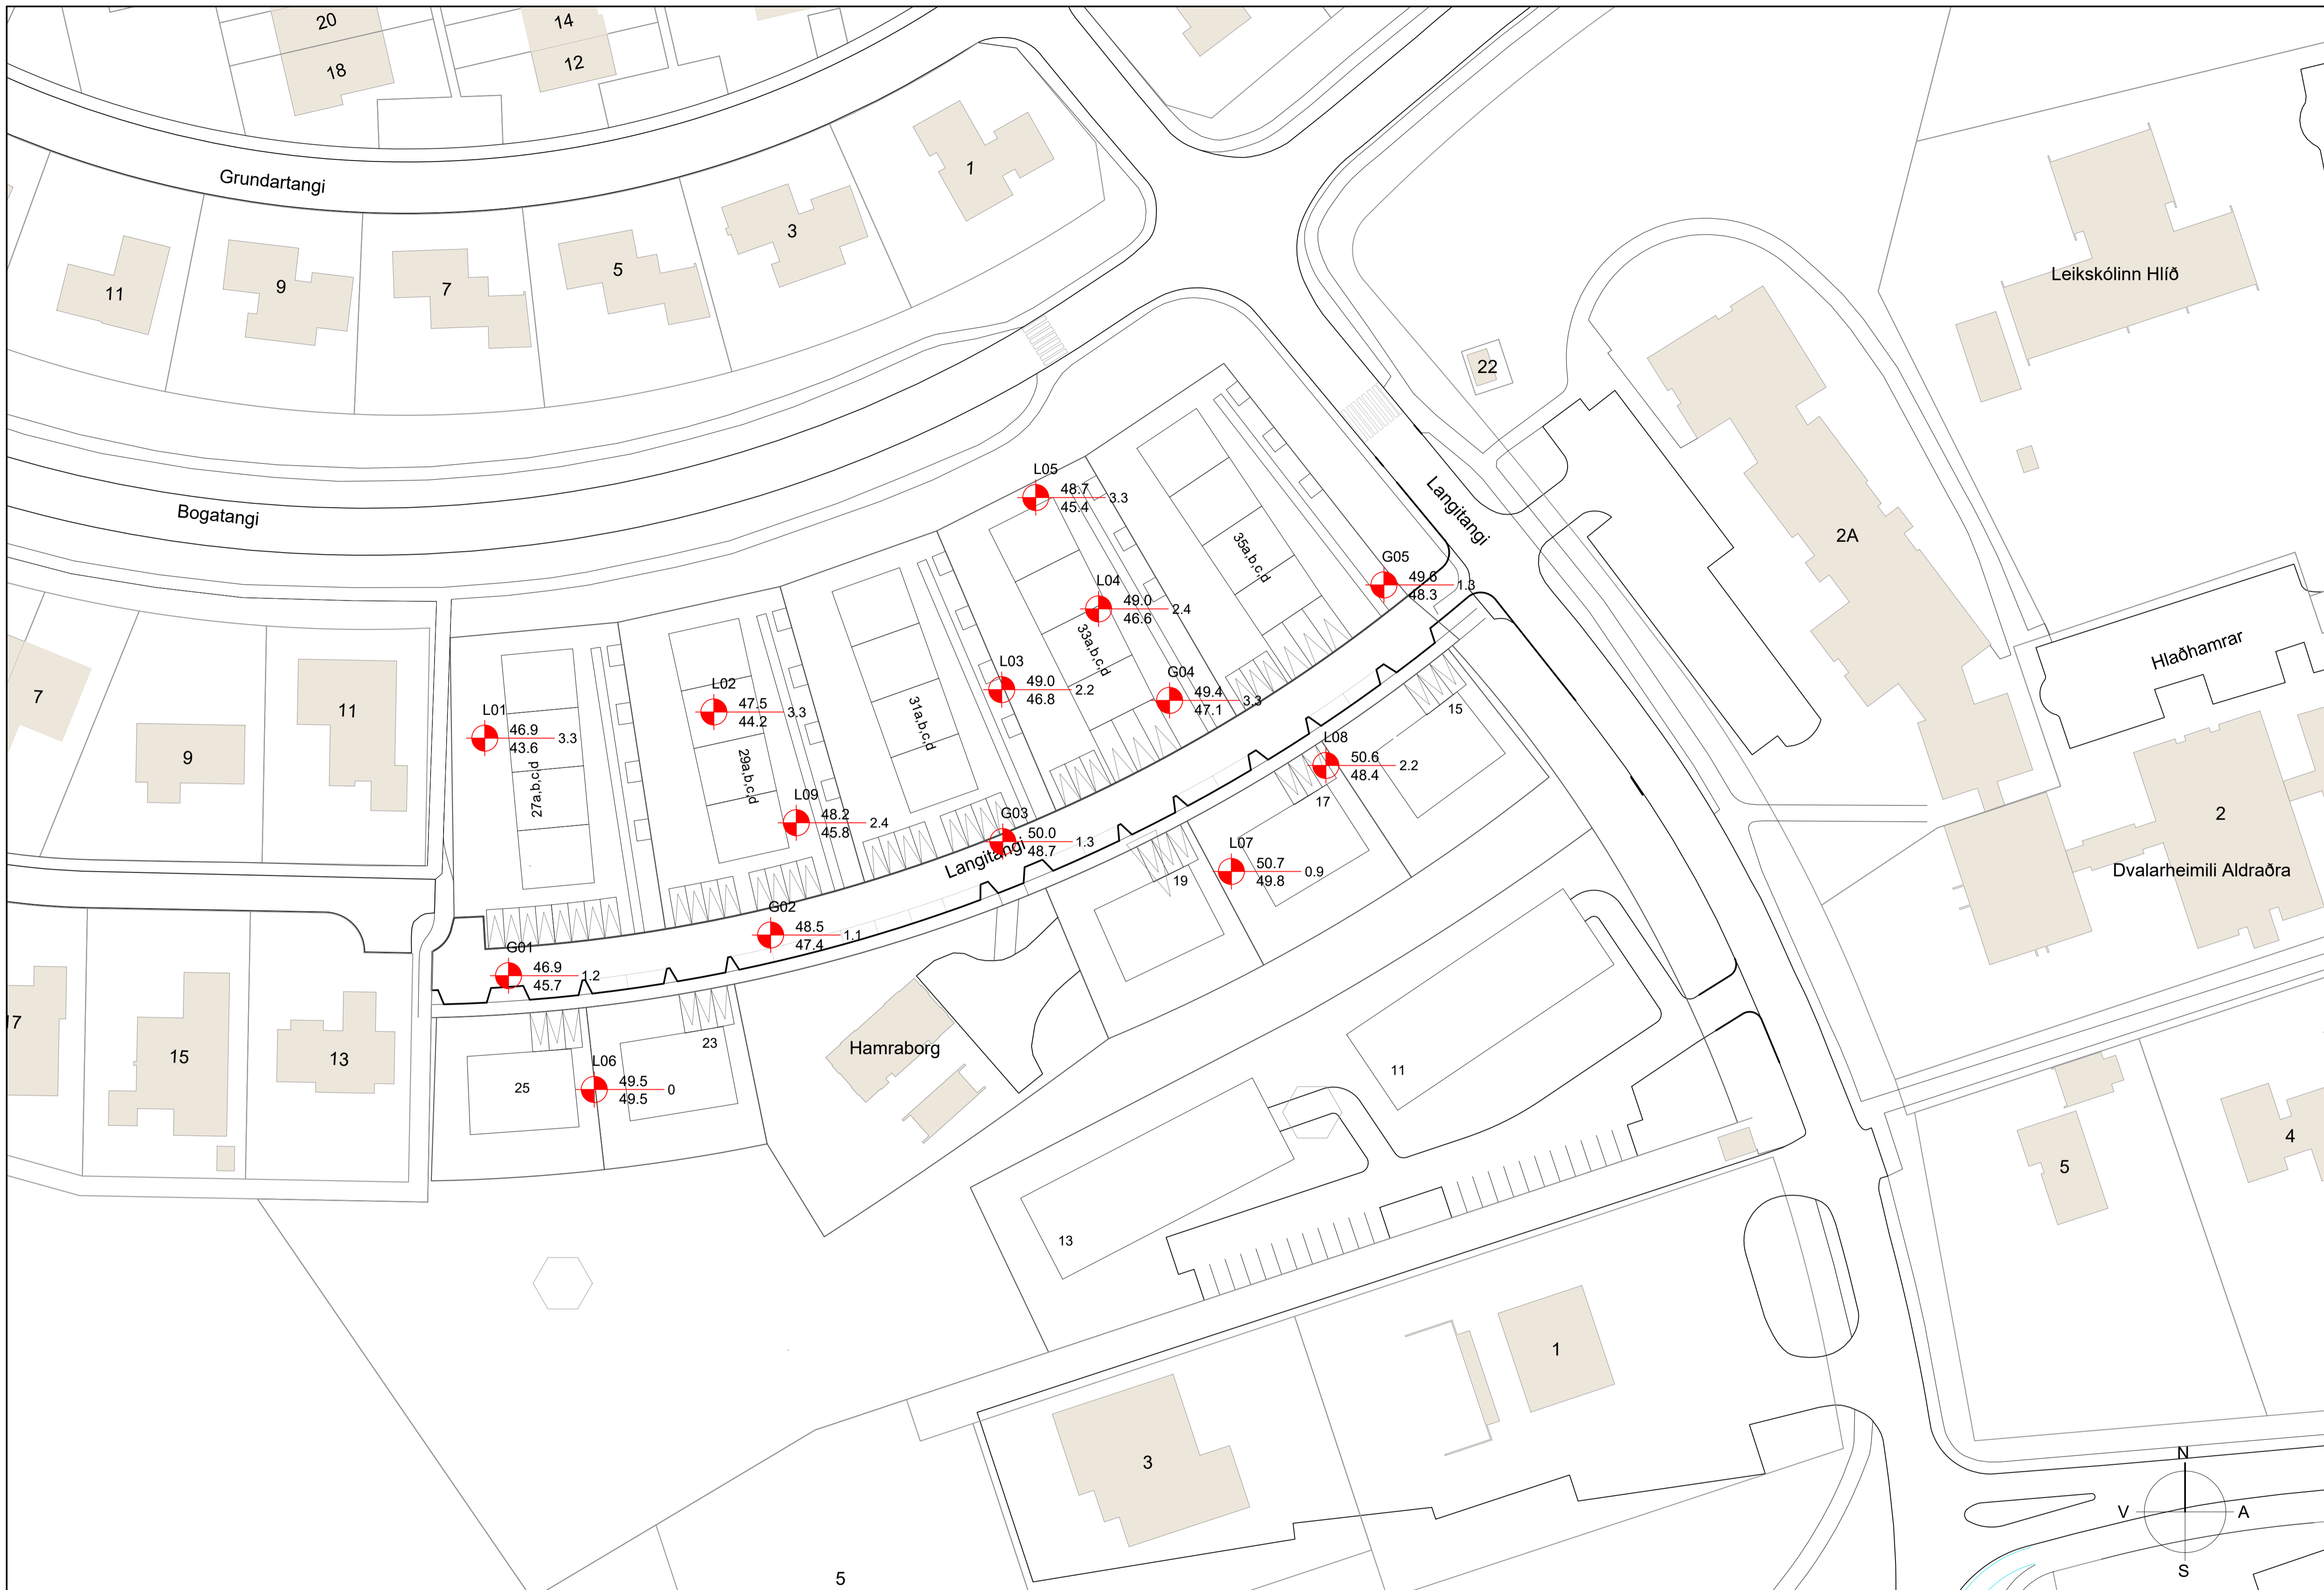 20
18
14
12
Grundartangi
1
3
5
7
9
11
Leikskólinn Hlíð
22
Bogatangi
Langitangi
2A
Hlaðhamrar
2
Dvalarheimili Aldraðra
7
9
11
L05
48.7
45.4
3.3
35a,b,c,d
G05
49.6
48.3
1.3
L04
49.0
46.6
2.4
33a,b,c,d
L03
49.0
46.8
2.2
G04
49.4
47.1
3.3
L02
47.5
44.2
3.3
31a,b,c,d
L01
46.9
43.6
3.3
27a,b,c,d
29a,b,c,d
L09
48.2
45.8
2.4
G03
50.0
48.7
1.3
Langitangi
15
L08
50.6
48.4
2.2
17
L07
50.7
49.8
0.9
19
G02
48.5
47.4
1.1
G01
46.9
45.7
1.2
17
15
13
25
L06
49.5
49.5
0
23
Hamraborg
11
13
5
4
1
3
5
N
V
A
S